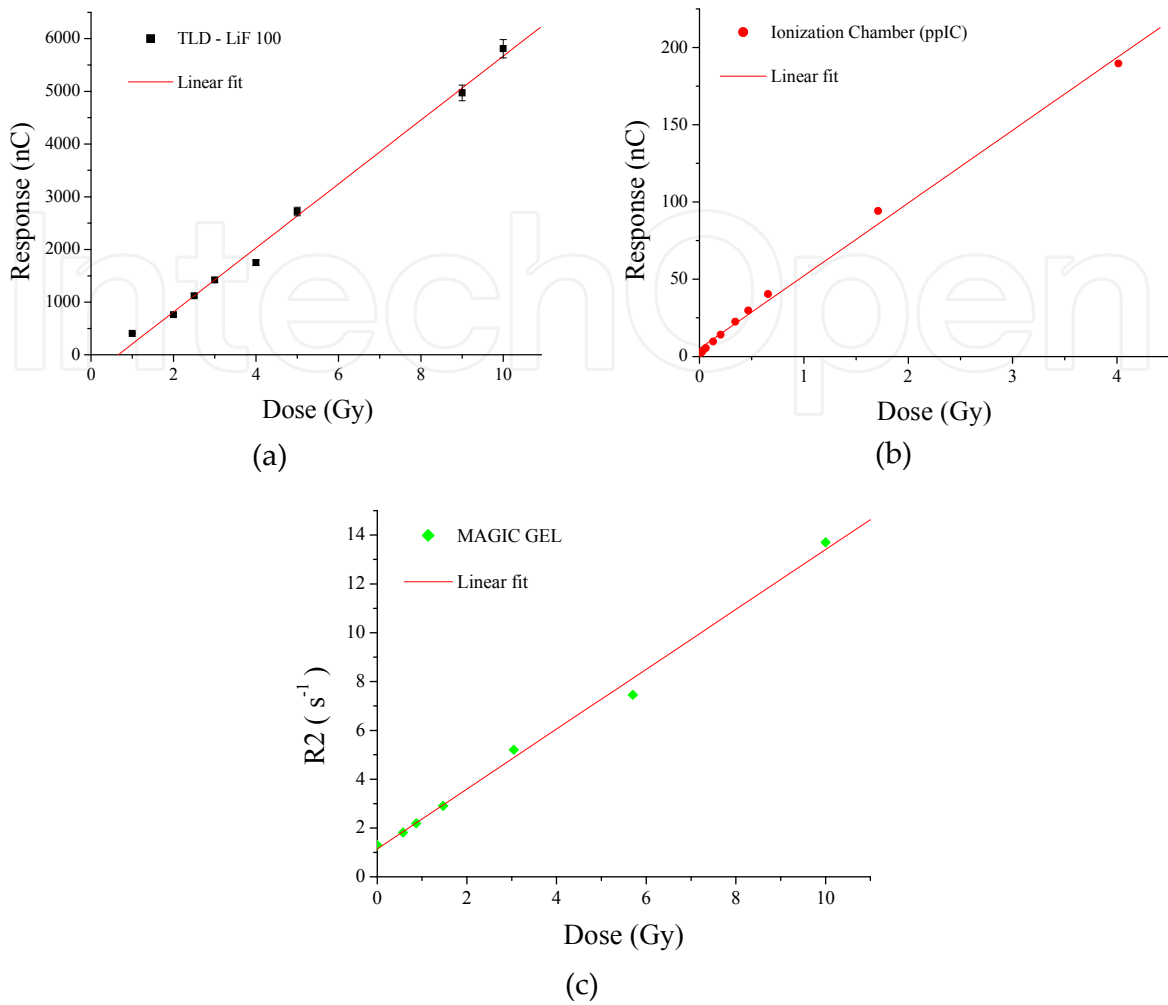 TLD - LiF 100
Linear fit
Response (nC)
6000
5000
4000
3000
2000
1000
0
0 2 4 6 8 10
Dose (Gy)
(a)
Ionization Chamber (ppIC)
Linear fit
Response (nC)
200
150
100
50
0
0 1 2 3 4
Dose (Gy)
(b)
MAGIC GEL
Linear fit
R2 ( s⁻¹ )
14
12
10
8
6
4
2
0
0 2 4 6 8 10
Dose (Gy)
(c)
IntechOpen